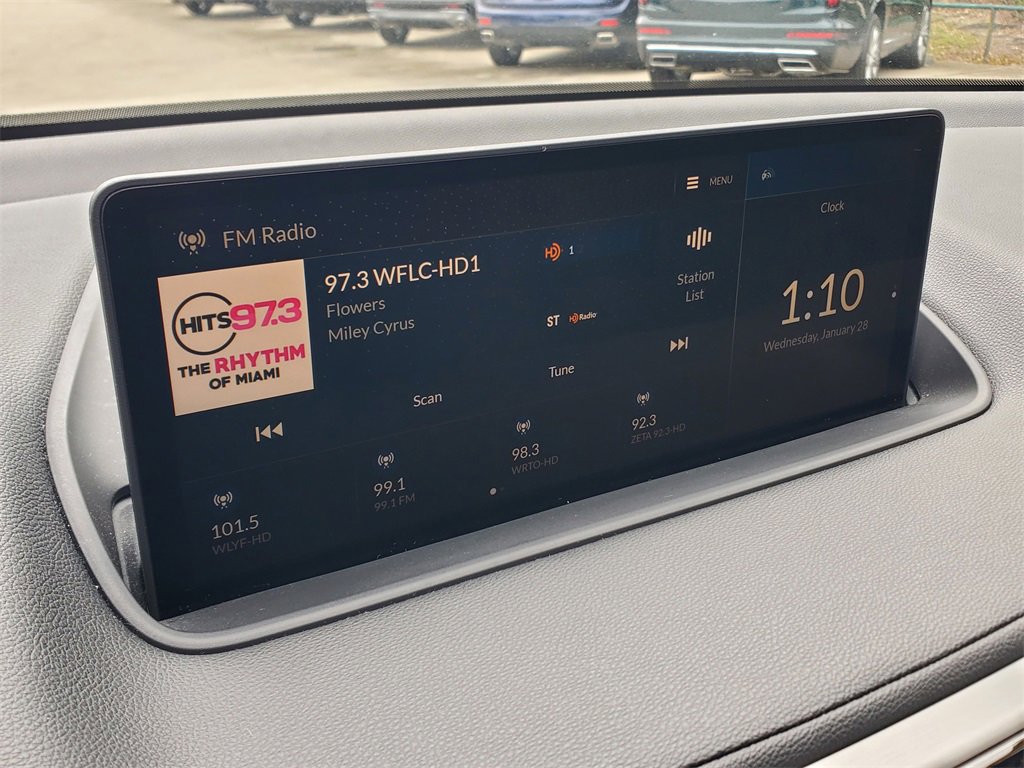 FM Radio
MENU
HITS97.3
THE RHYTHM
OF MIAMI
97.3 WFLC-HD1
Flowers
Miley Cyrus
HD 1
ST HD Radio
Station
List
Scan
Tune
101.5
WLYF-HD
99.1
99.1 FM
98.3
WRTO-HD
92.3
ZETA 92.3-HD
Clock
1:10
Wednesday, January 28